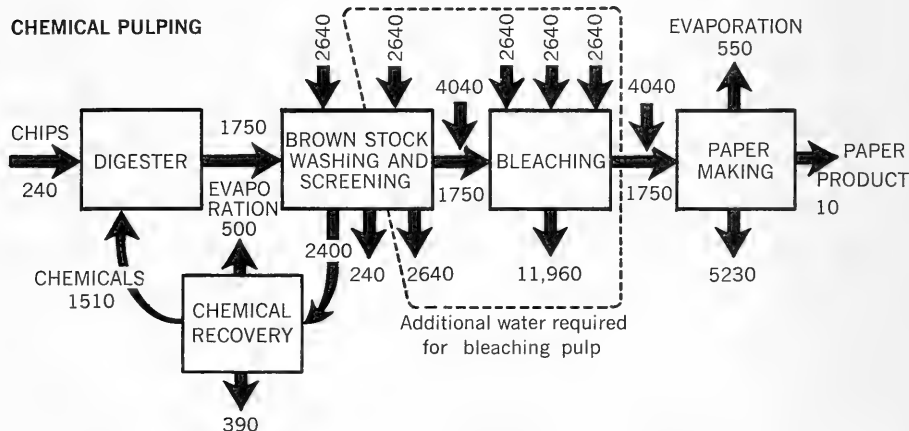 CHEMICAL PULPING
2640
2640
2640
2640
2640
EVAPORATION
550
4040
4040
CHIPS
240
DIGESTER
1750
BROWN STOCK
WASHING AND
SCREENING
1750
BLEACHING
1750
PAPER
MAKING
PAPER
PRODUCT
10
EVAPO
RATION
500
2400
240
2640
11,960
5230
CHEMICALS
1510
CHEMICAL
RECOVERY
390
Additional water required
for bleaching pulp